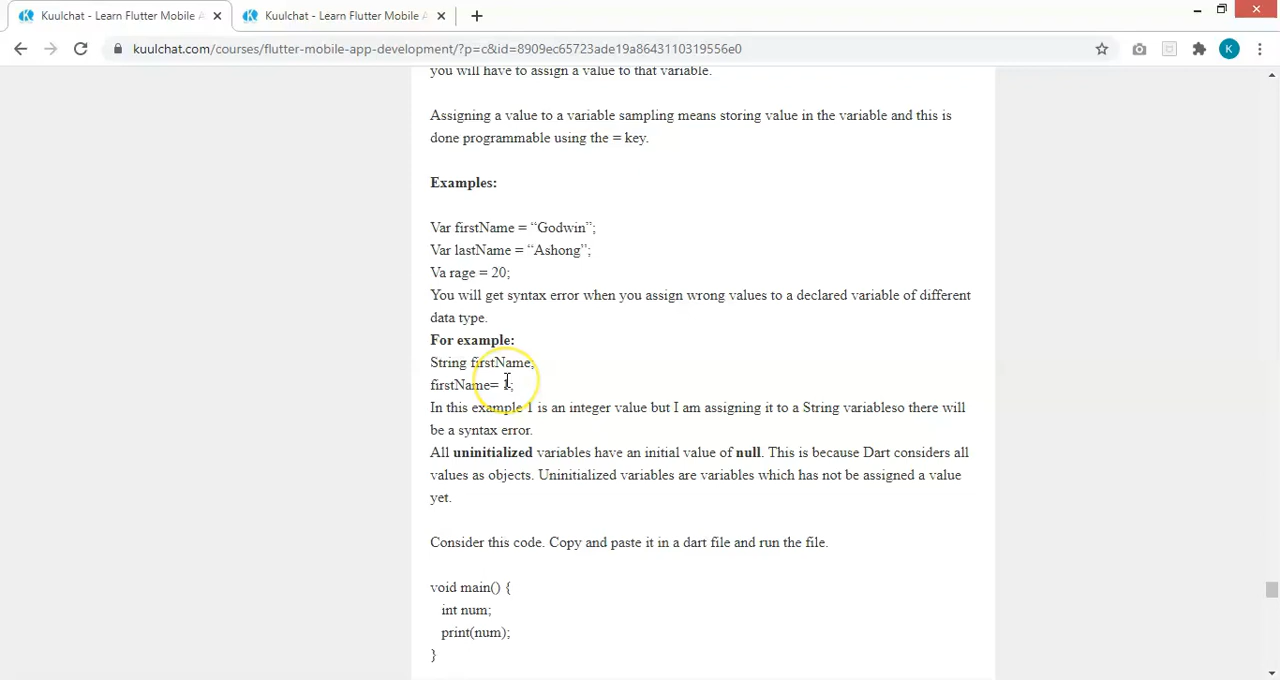 Kuulchat - Learn Flutter Mobile A
Kuulchat - Learn Flutter Mobile A
kuulchat.com/courses/flutter-mobile-app-development/?p=c&id=8909ec65723ade19a8643110319556e0
K
you will have to assign a value to that variable.
Assigning a value to a variable sampling means storing value in the variable and this is
done programmable using the = key.
Examples:
Var firstName = “Godwin”;
Var lastName = “Ashong”;
Va rage = 20;
You will get syntax error when you assign wrong values to a declared variable of different
data type.
For example:
String firstName;
firstName= 1;
In this example 1 is an integer value but I am assigning it to a String variableso there will
be a syntax error.
All uninitialized variables have an initial value of null. This is because Dart considers all
values as objects. Uninitialized variables are variables which has not be assigned a value
yet.
Consider this code. Copy and paste it in a dart file and run the file.
void main() {
int num;
print(num);
}